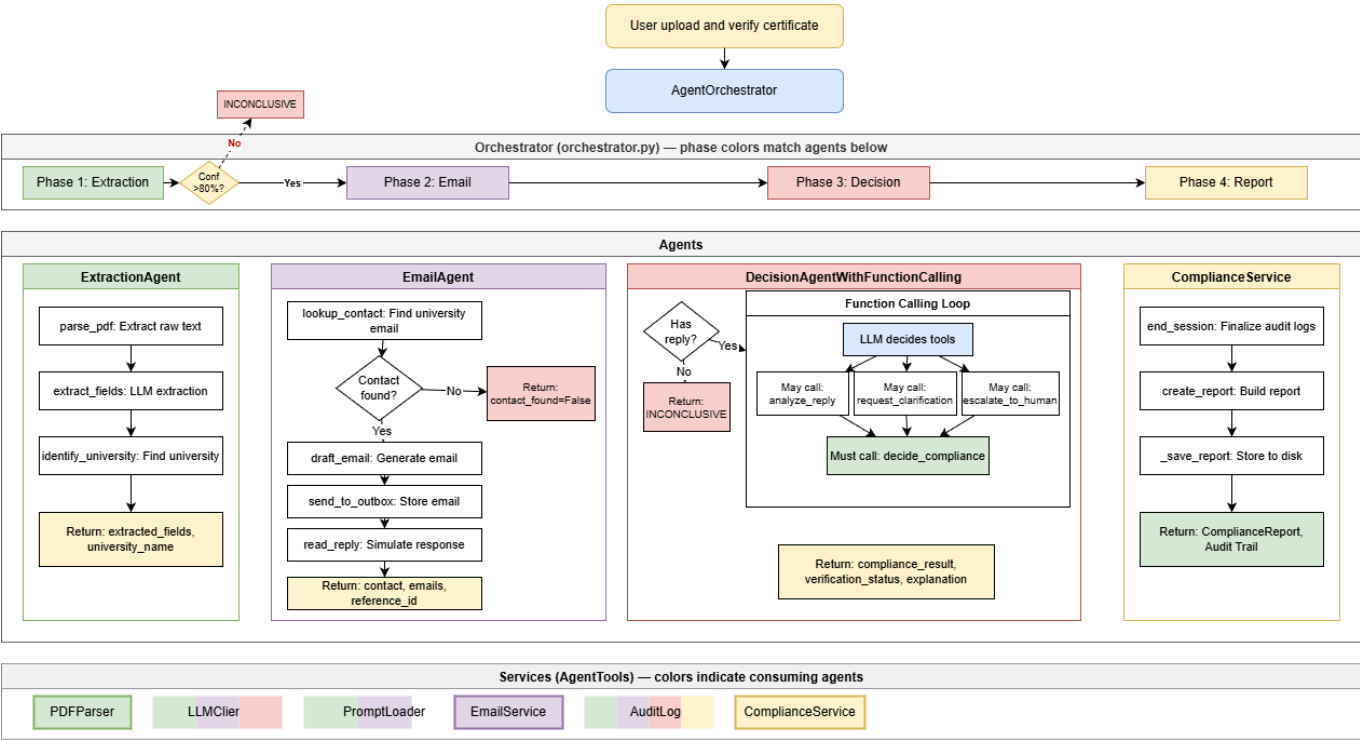 User upload and verify certificate
AgentOrchestrator
INCONCLUSIVE
No
Orchestrator (orchestrator.py) — phase colors match agents below
Phase 1: Extraction
Conf
>80%?
Yes
Phase 2: Email
Phase 3: Decision
Phase 4: Report
Agents
ExtractionAgent
parse_pdf: Extract raw text
extract_fields: LLM extraction
identify_university: Find university
Return: extracted_fields,
university_name
EmailAgent
lookup_contact: Find university
email
Contact
found?
No
Return:
contact_found=False
Yes
draft_email: Generate email
send_to_outbox: Store email
read_reply: Simulate response
Return: contact, emails,
reference_id
DecisionAgentWithFunctionCalling
Has
reply?
Yes
No
Return:
INCONCLUSIVE
Function Calling Loop
LLM decides tools
May call:
analyze_reply
May call:
request_clarification
May call:
escalate_to_human
Must call: decide_compliance
Return: compliance_result,
verification_status, explanation
ComplianceService
end_session: Finalize audit logs
create_report: Build report
_save_report: Store to disk
Return: ComplianceReport,
Audit Trail
Services (AgentTools) — colors indicate consuming agents
PDFParser
LLMClier
PromptLoader
EmailService
AuditLog
ComplianceService